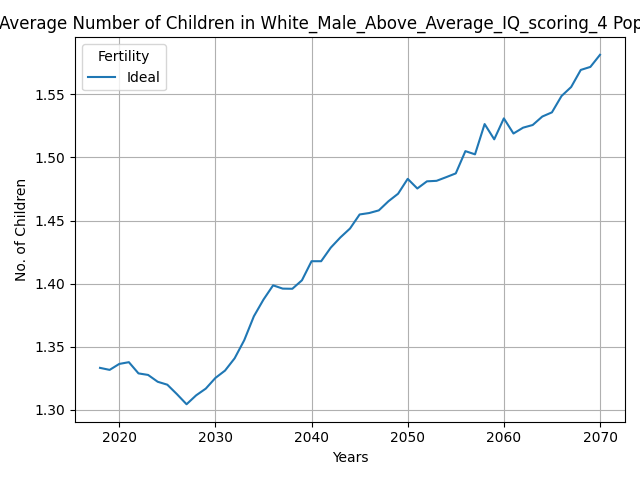 Average Number of Children in White_Male_Above_Average_IQ_scoring_4 Pop
Fertility
Ideal
No. of Children
1.55
1.50
1.45
1.40
1.35
1.30
2020 2030 2040 2050 2060 2070
Years